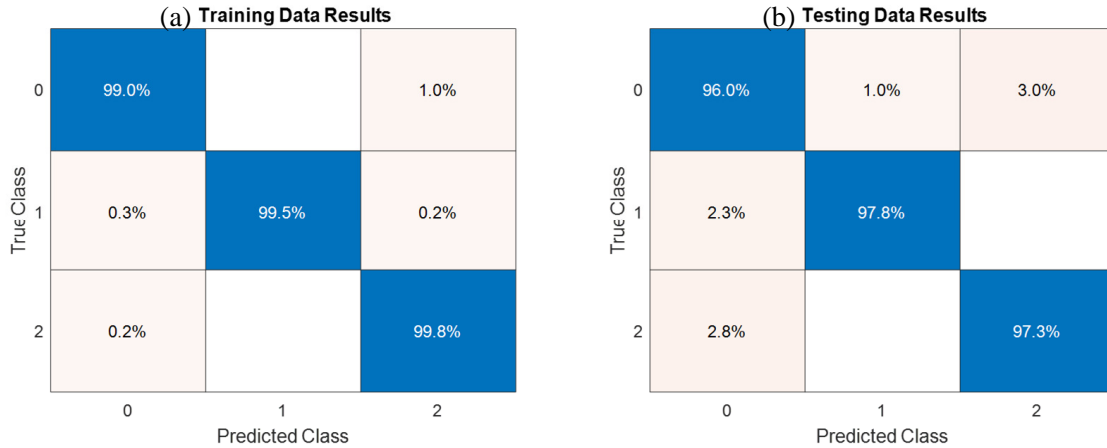 (a) Training Data Results
0 99.0% 1.0%
1 0.3% 99.5% 0.2%
2 0.2% 99.8%
0 1 2
Predicted Class
True Class
(b) Testing Data Results
0 96.0% 1.0% 3.0%
1 2.3% 97.8%
2 2.8% 97.3%
0 1 2
Predicted Class
True Class